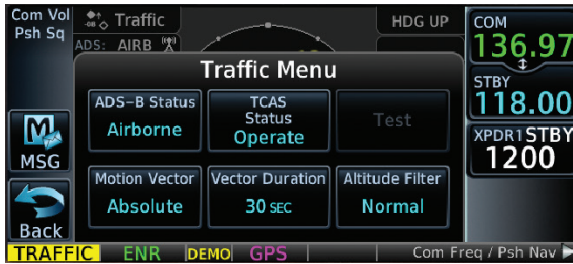 Com Vol
Psh Sq
Traffic
HDG UP
ADS: AIRB
Traffic Menu
ADS-B Status
Airborne
TCAS
Status
Operate
Test
Motion Vector
Absolute
Vector Duration
30 SEC
Altitude Filter
Normal
MSG
Back
COM
136.97
STBY
118.00
XPDR1 STBY
1200
TRAFFIC ENR DEMO GPS Com Freq / Psh Nav